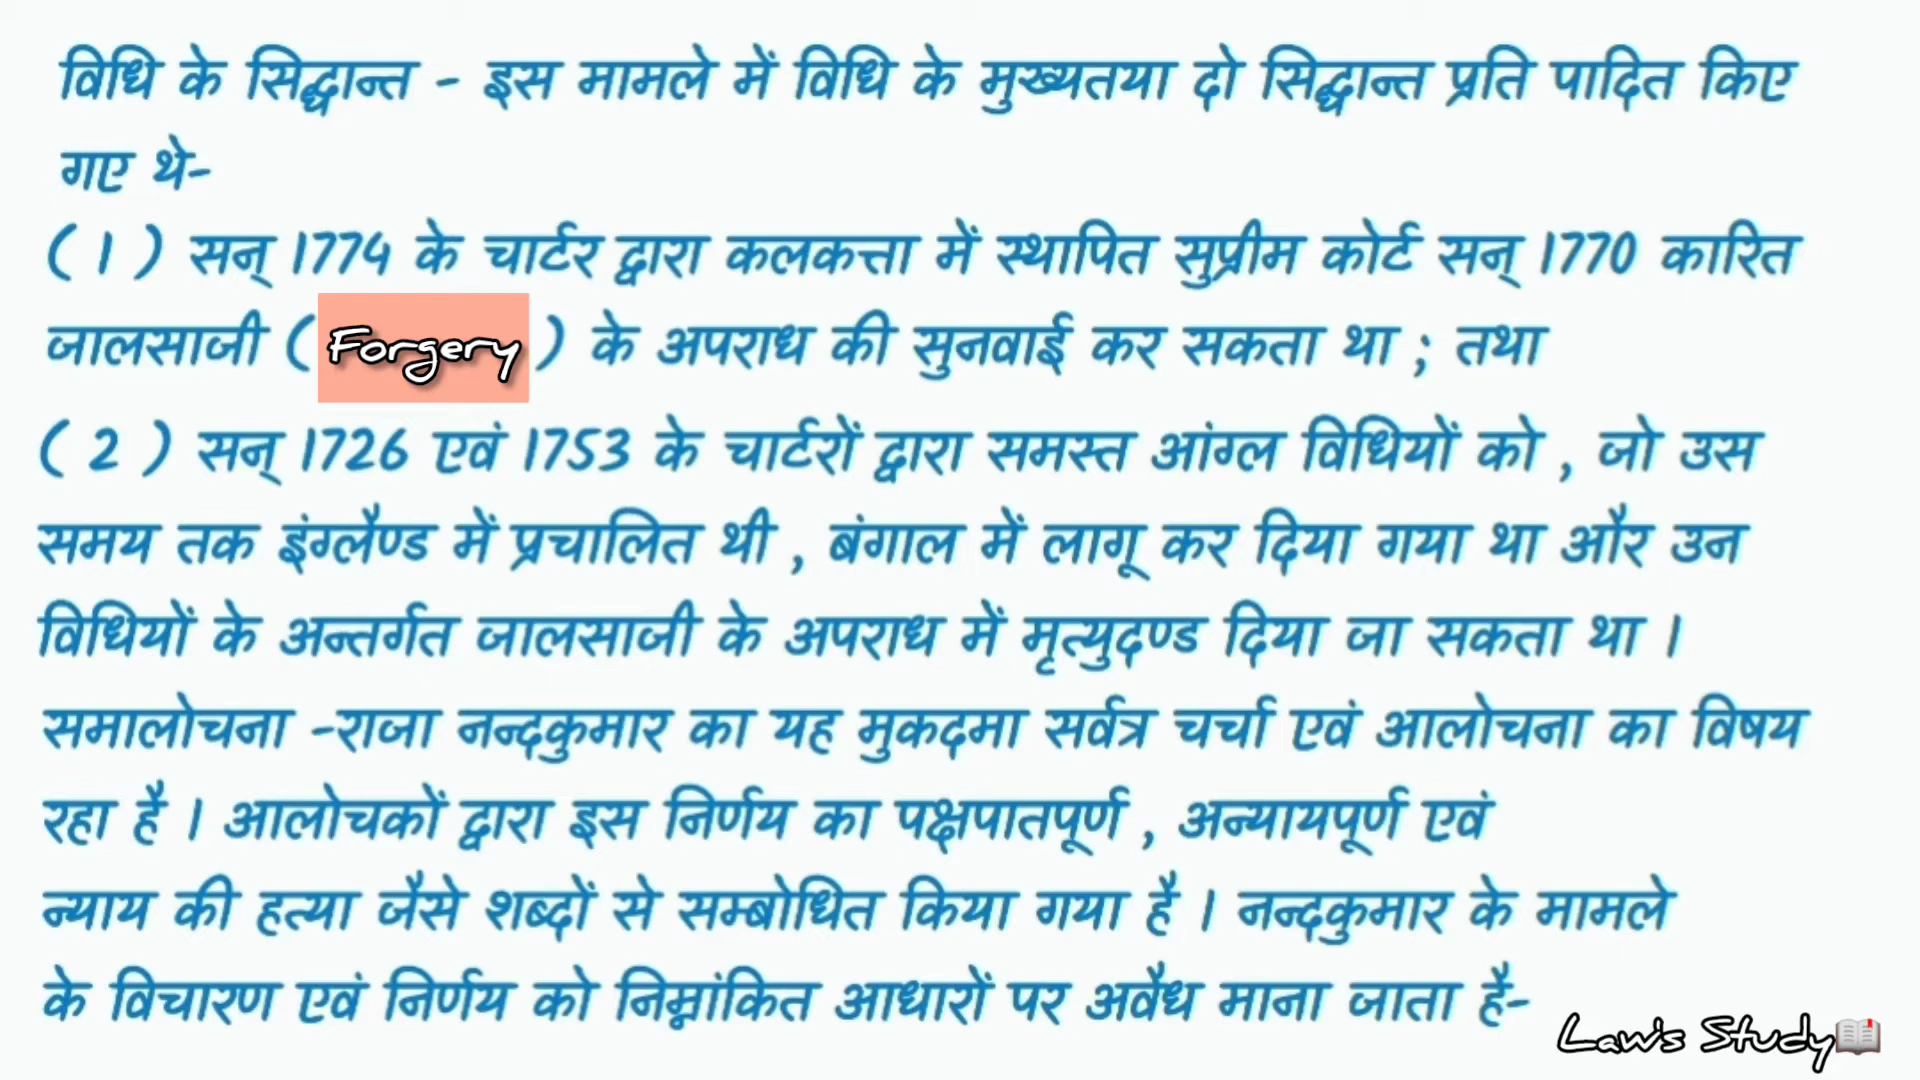 विधि के सिद्धान्त - इस मामले में विधि के मुख्यतया दो सिद्धान्त प्रति पादित किए
गए थे-
( 1 ) सन् 1774 के चार्टर द्वारा कलकत्ता में स्थापित सुप्रीम कोर्ट सन् 1770 कारित
जालसाजी ( Forgery ) के अपराध की सुनवाई कर सकता था ; तथा
( 2 ) सन् 1726 एवं 1753 के चार्टरों द्वारा समस्त आंग्ल विधियों को , जो उस
समय तक इंग्लैण्ड में प्रचालित थी , बंगाल में लागू कर दिया गया था और उन
विधियों के अन्तर्गत जालसाजी के अपराध में मृत्युदण्ड दिया जा सकता था ।
समालोचना -राजा नन्दकुमार का यह मुकदमा सर्वत्र चर्चा एवं आलोचना का विषय
रहा है । आलोचकों द्वारा इस निर्णय का पक्षपातपूर्ण , अन्यायपूर्ण एवं
न्याय की हत्या जैसे शब्दों से सम्बोधित किया गया है । नन्दकुमार के मामले
के विचारण एवं निर्णय को निम्नांकित आधारों पर अवैध माना जाता है-
Law's Study